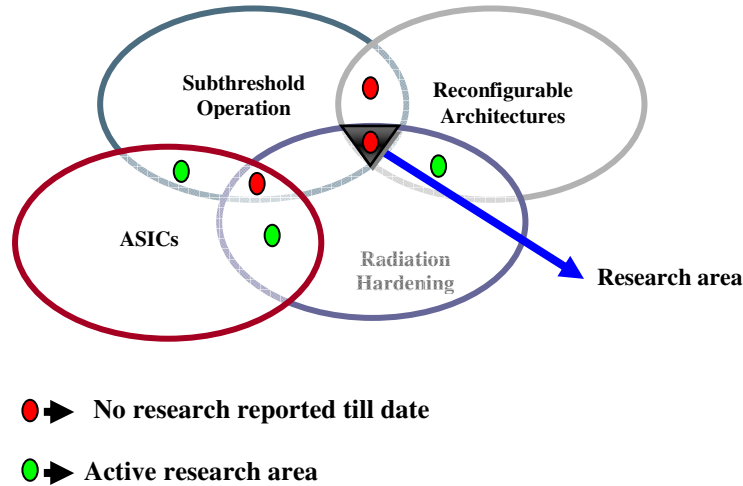 Subthreshold
Operation
Reconfigurable
Architectures
ASICs
Radiation
Hardening
Research area
No research reported till date
Active research area